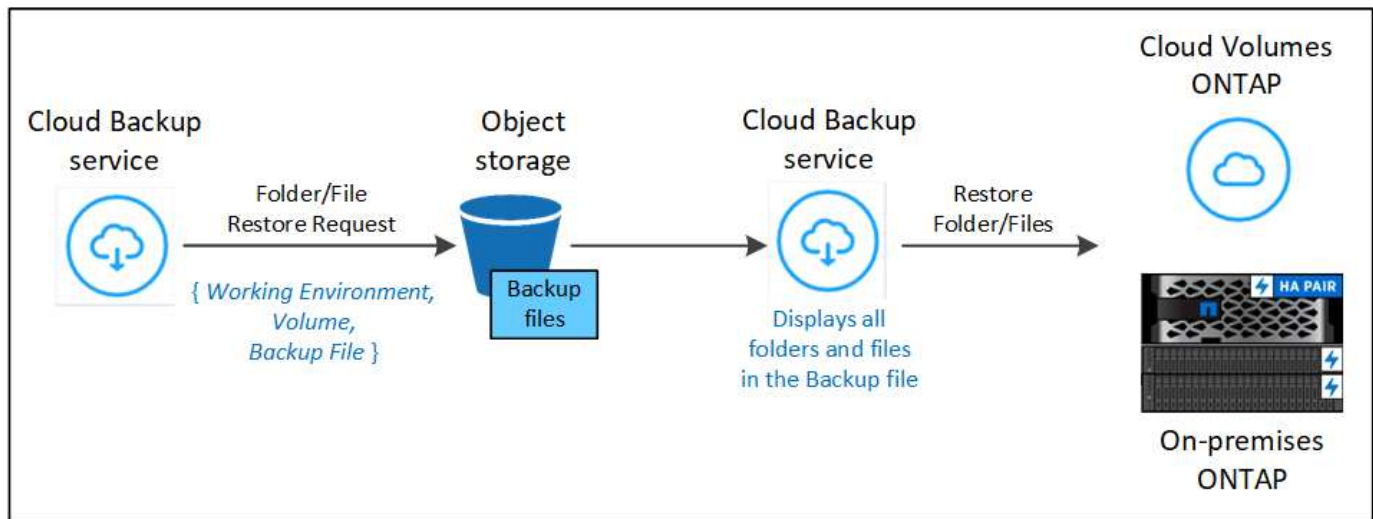 Cloud Backup
service
Folder/File
Restore Request
{ Working Environment,
Volume,
Backup File }
Object
storage
Backup
files
Cloud Backup
service
Displays all
folders and files
in the Backup file
Restore
Folder/Files
Cloud Volumes
ONTAP
HA PAIR
On-premises
ONTAP